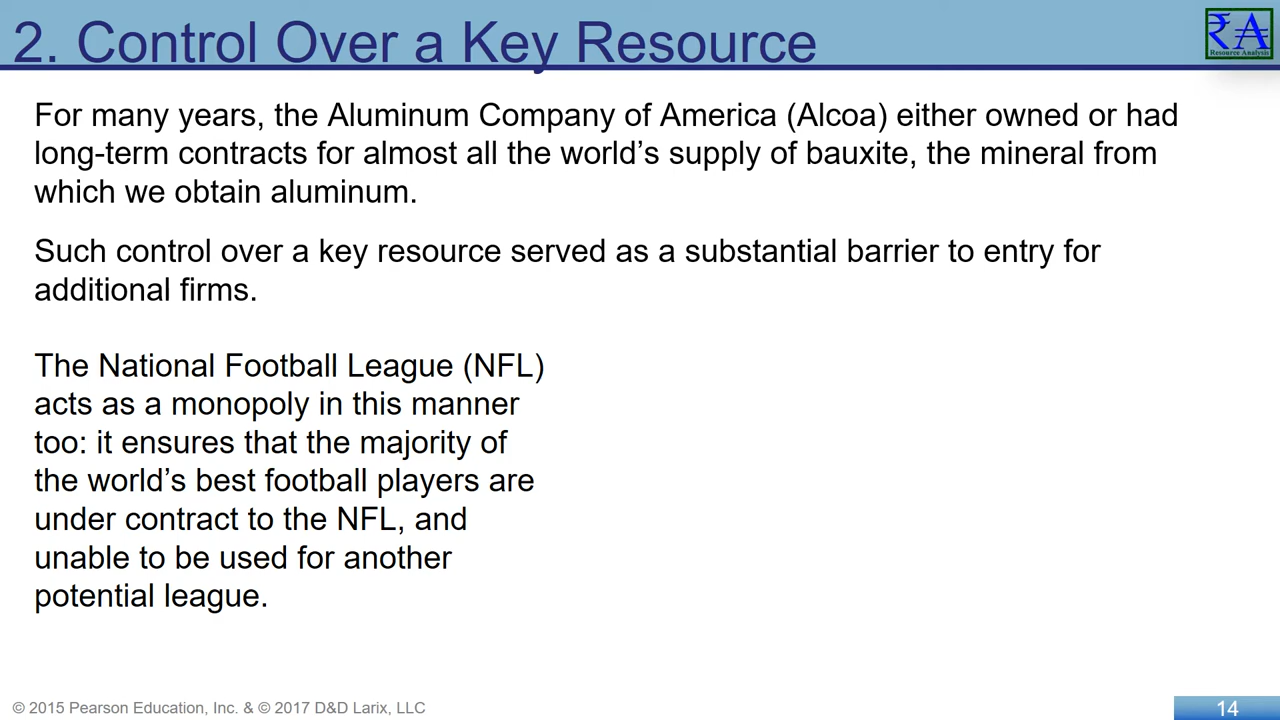 2. Control Over a Key Resource
₹A
Resource Analysis
For many years, the Aluminum Company of America (Alcoa) either owned or had
long-term contracts for almost all the world’s supply of bauxite, the mineral from
which we obtain aluminum.
Such control over a key resource served as a substantial barrier to entry for
additional firms.
The National Football League (NFL)
acts as a monopoly in this manner
too: it ensures that the majority of
the world’s best football players are
under contract to the NFL, and
unable to be used for another
potential league.
© 2015 Pearson Education, Inc. & © 2017 D&D Larix, LLC
14